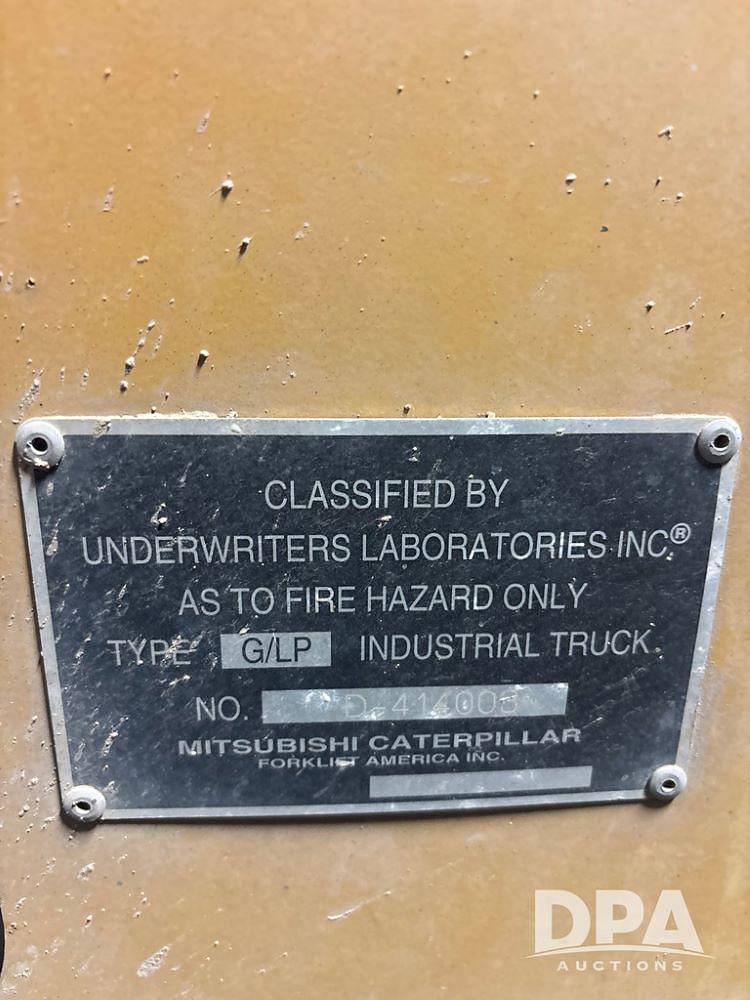 CLASSIFIED BY
UNDERWRITERS LABORATORIES INC.®
AS TO FIRE HAZARD ONLY
TYPE G/LP INDUSTRIAL TRUCK
NO.
MITSUBISHI CATERPILLAR
FORKLIFT AMERICA INC.
DPA
AUCTIONS